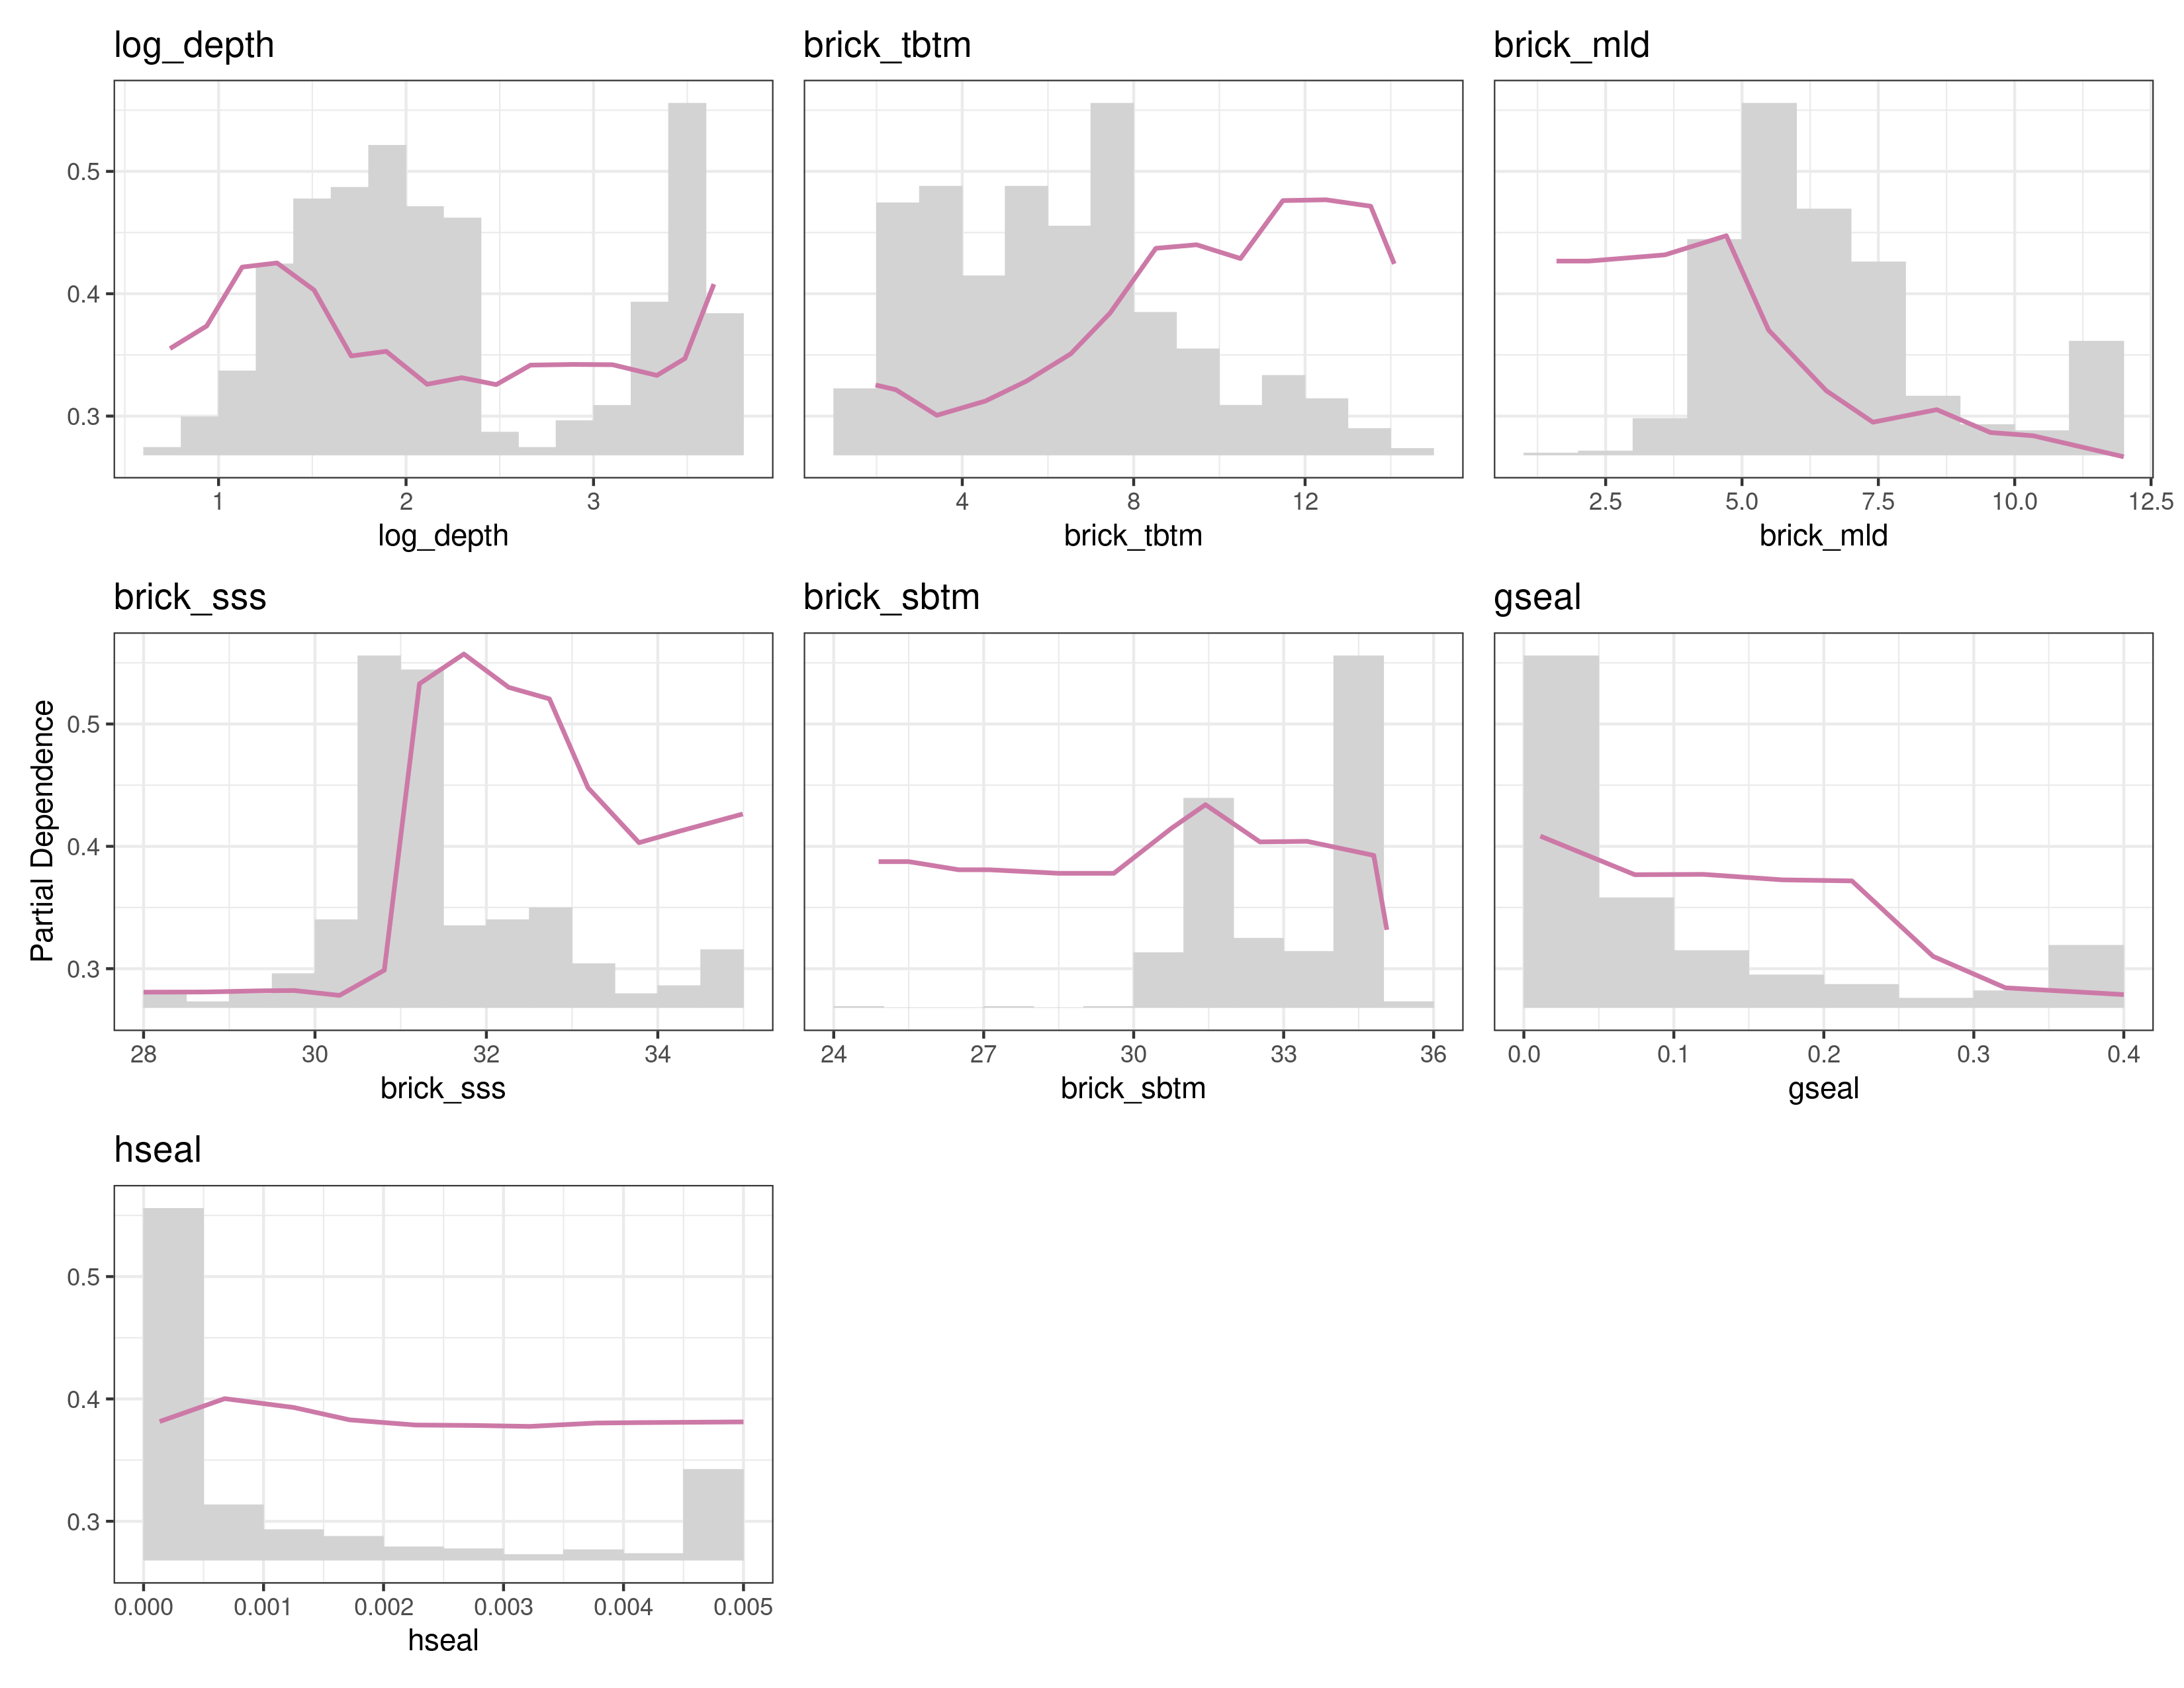 log_depth brick_tbtm brick_mld
0.5
0.4
0.3
1 2 3 4 8 12 2.5 5.0 7.5 10.0 12.5
log_depth brick_tbtm brick_mld
brick_sss brick_sbtm gseal
Partial Dependence
0.5
0.4
0.3
28 30 32 34 24 27 30 33 36 0.0 0.1 0.2 0.3 0.4
brick_sss brick_sbtm gseal
hseal
0.5
0.4
0.3
0.000 0.001 0.002 0.003 0.004 0.005
hseal